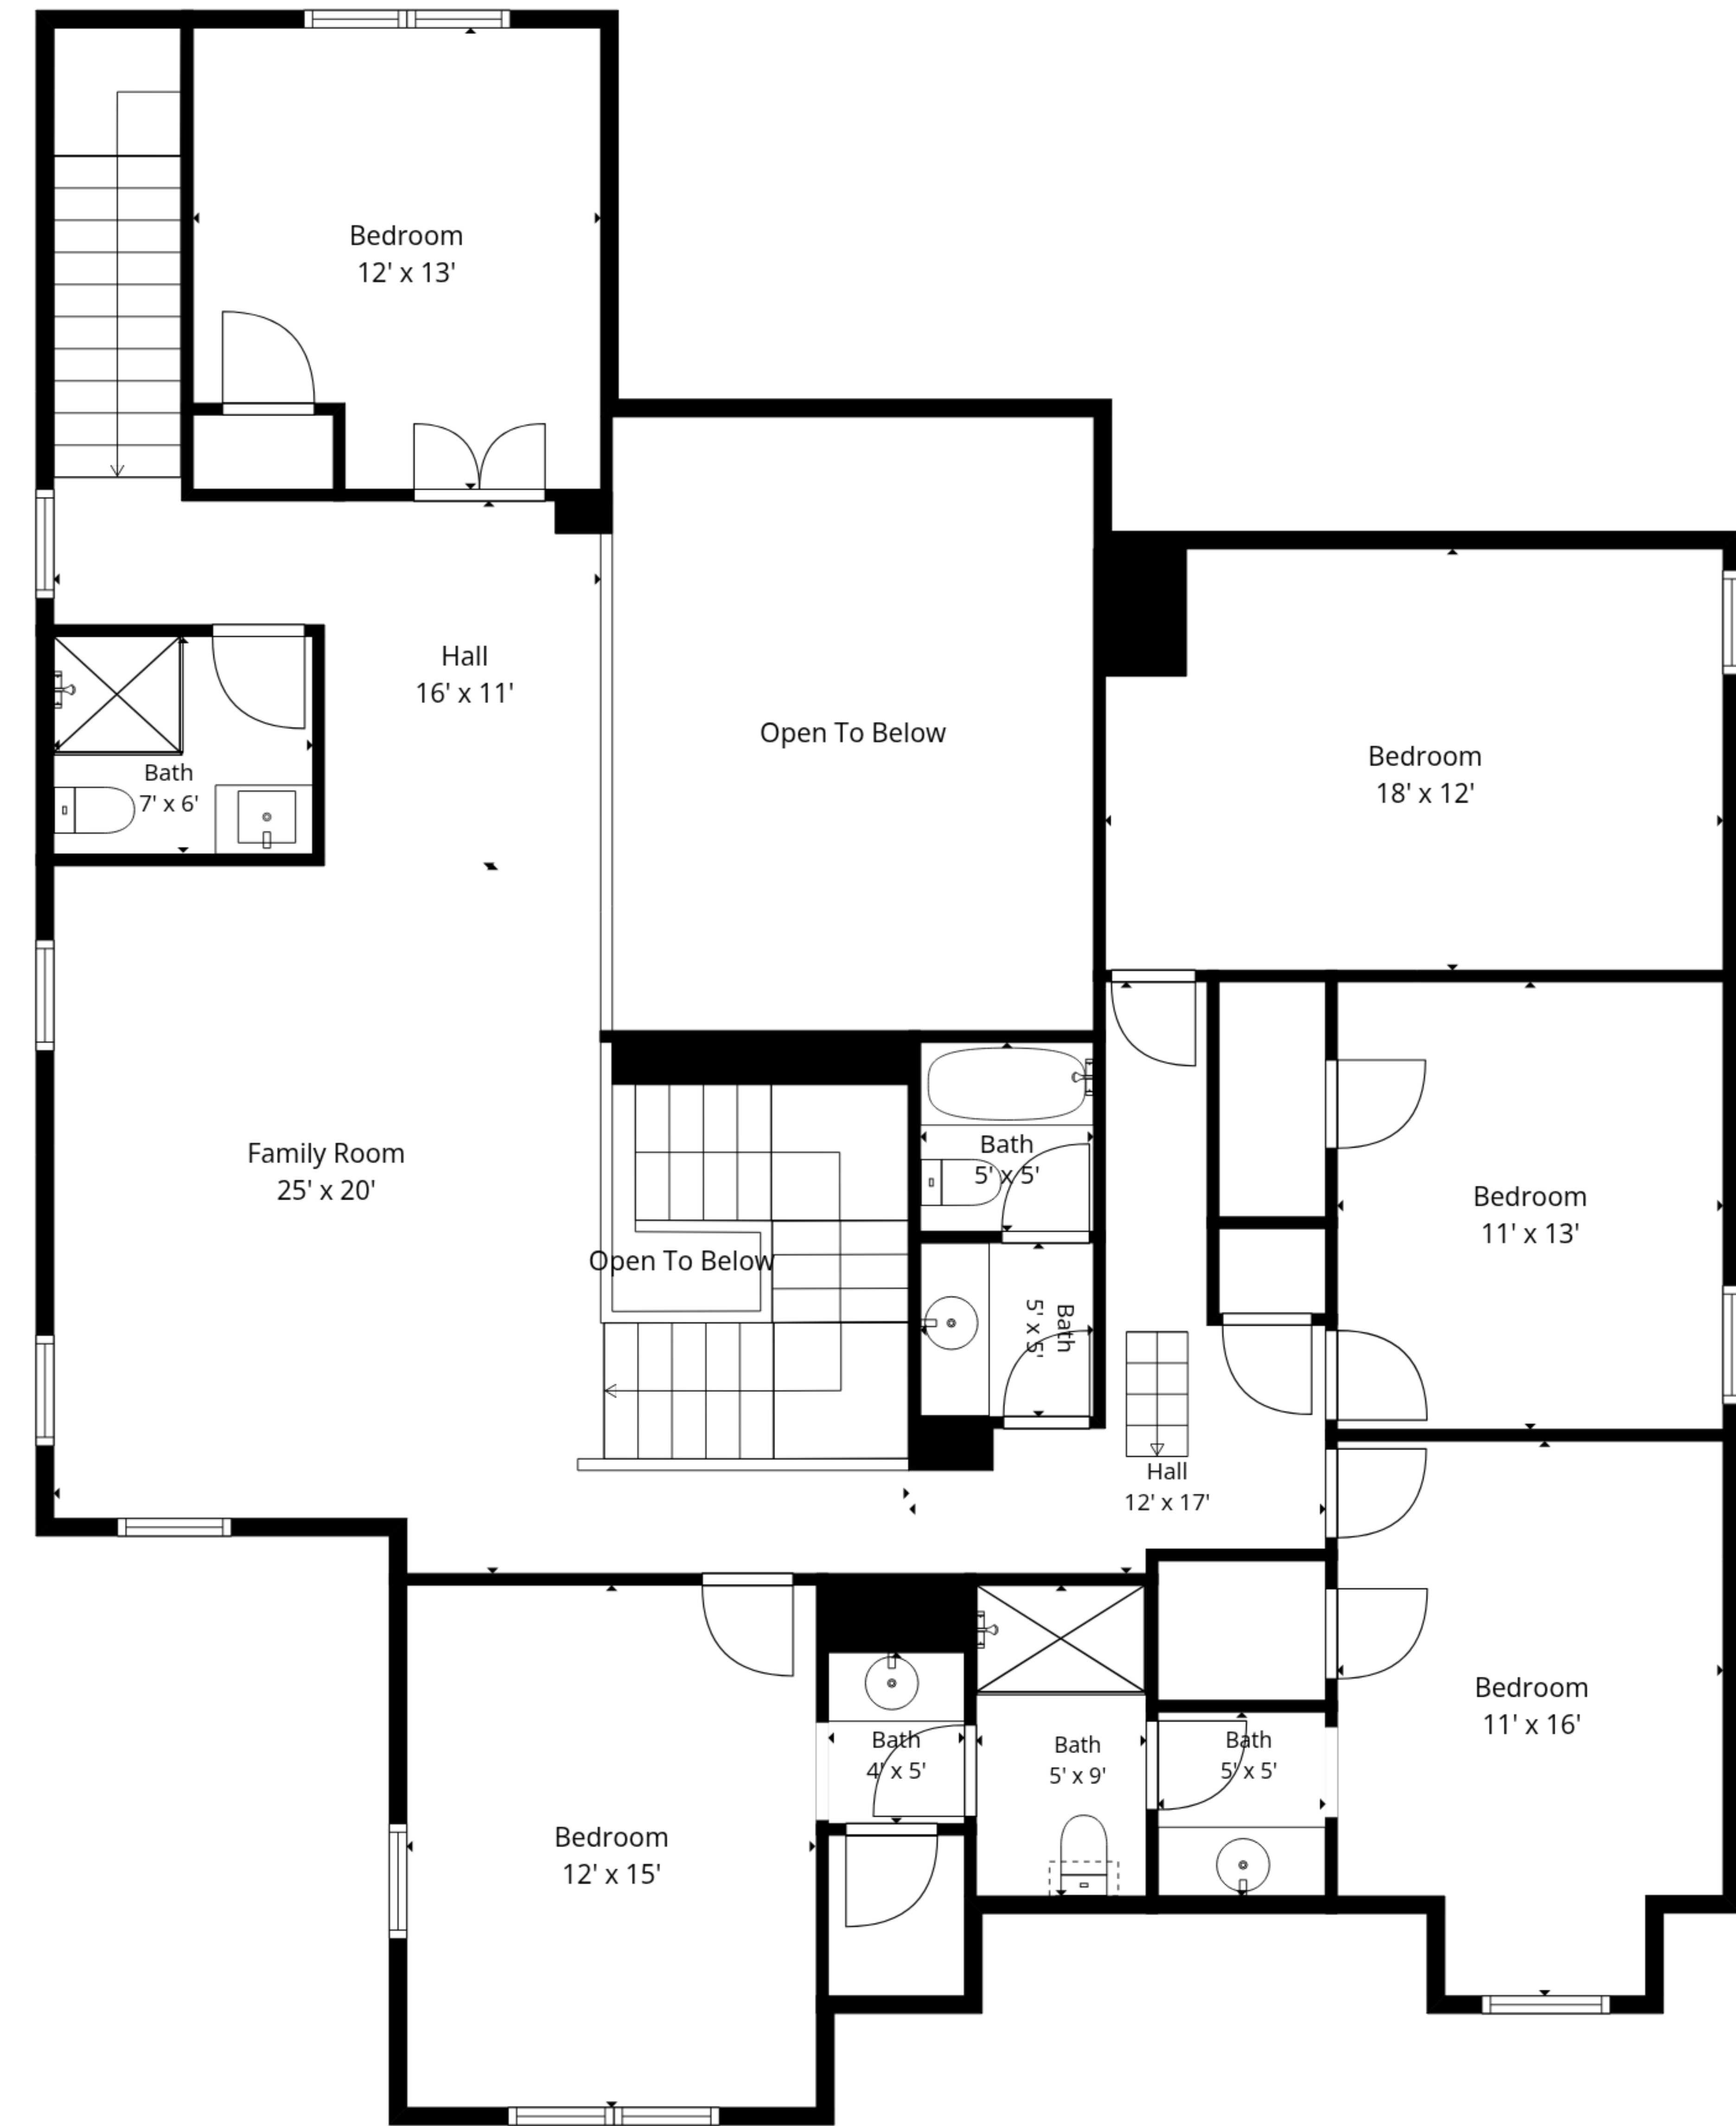 Bedroom
12' x 13'
Hall
16' x 11'
Open To Below
Bedroom
18' x 12'
Bath
7' x 6'
Family Room
25' x 20'
Bath
5' x 5'
Bedroom
11' x 13'
Open To Below
Bath
5' x 5'
Hall
12' x 17'
Bedroom
11' x 16'
Bath
4' x 5'
Bath
5' x 9'
Bath
5' x 5'
Bedroom
12' x 15'